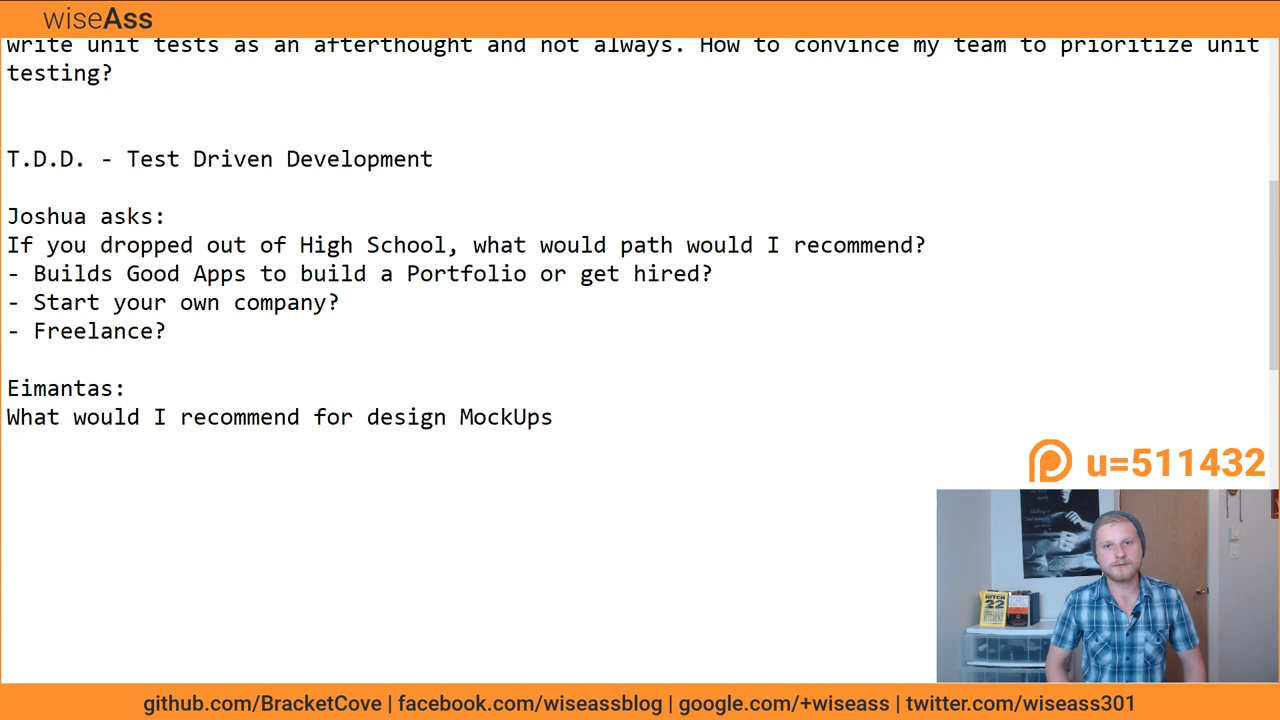 wiseAss
write unit tests as an afterthought and not always. How to convince my team to prioritize unit
testing?
T.D.D. - Test Driven Development
Joshua asks:
If you dropped out of High School, what would path would I recommend?
- Builds Good Apps to build a Portfolio or get hired?
- Start your own company?
- Freelance?
Eimantas:
What would I recommend for design MockUps
u=511432
HITCH
22
github.com/BracketCove | facebook.com/wiseassblog | google.com/+wiseass | twitter.com/wiseass301